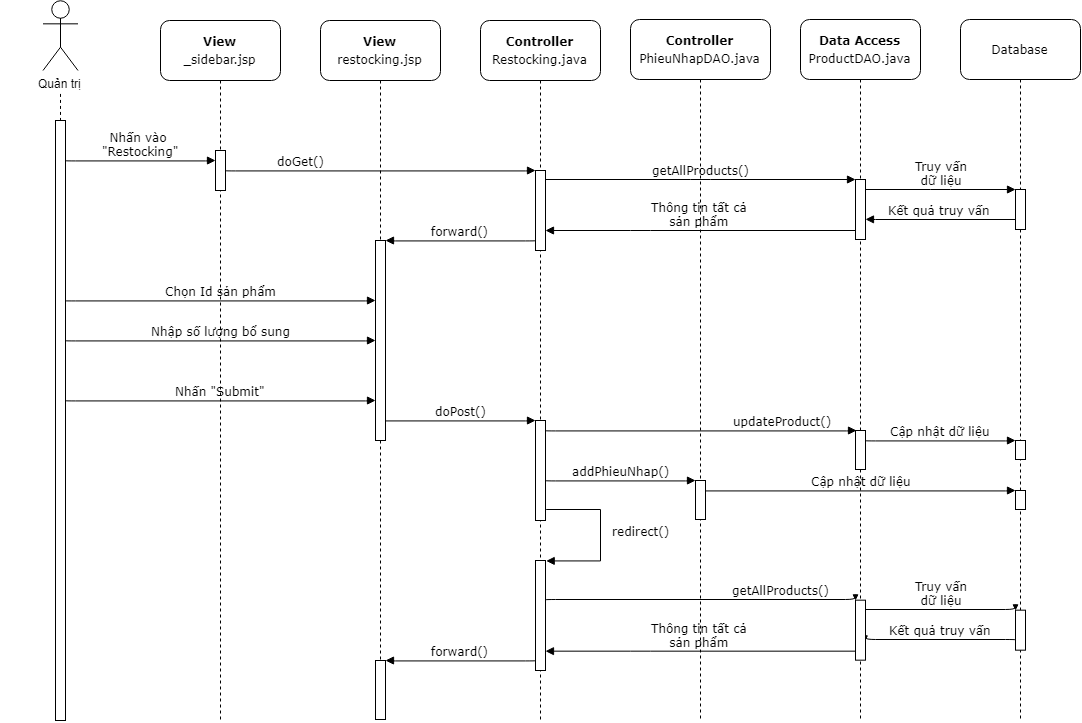 View
_sidebar.jsp
View
restocking.jsp
Controller
Restocking.java
Controller
PhieuNhapDAO.java
Data Access
ProductDAO.java
Database
Quản trị
Nhấn vào
"Restocking"
doGet()
getAllProducts()
Truy vấn
dữ liệu
Thông tin tất cả
sản phẩm
Kết quả truy vấn
forward()
Chọn Id sản phẩm
Nhập số lượng bổ sung
Nhấn "Submit"
doPost()
updateProduct()
Cập nhật dữ liệu
addPhieuNhap()
Cập nhật dữ liệu
redirect()
getAllProducts()
Truy vấn
dữ liệu
Thông tin tất cả
sản phẩm
Kết quả truy vấn
forward()